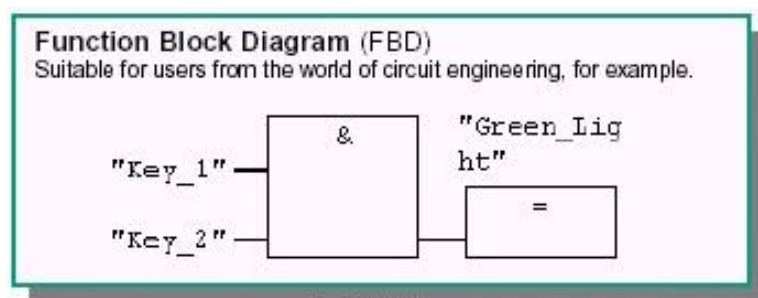 Function Block Diagram (FBD)
Suitable for users from the world of circuit engineering, for example.
&
"Green_Lig
ht"
"Key_1"
=
"Key_2"